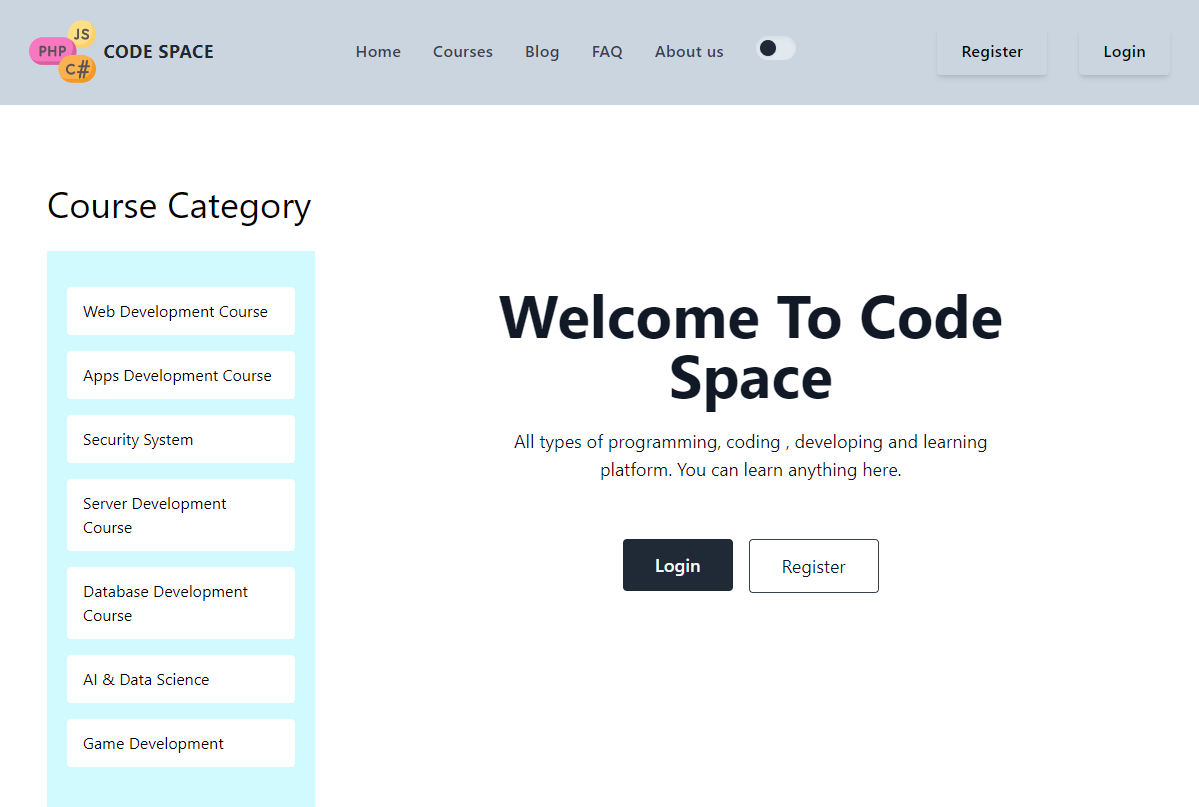 JS
PHP
C#
CODE SPACE
Home Courses Blog FAQ About us
Register Login
Course Category
Web Development Course
Apps Development Course
Security System
Server Development
Course
Database Development
Course
AI & Data Science
Game Development
Welcome To Code
Space
All types of programming, coding , developing and learning
platform. You can learn anything here.
Login Register